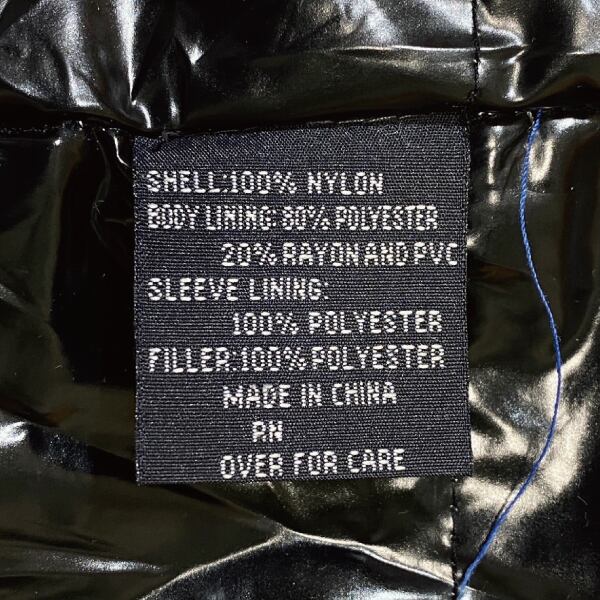 SHELL:100% NYLON
BODY LINING: 80% POLYESTER
20% RAYON AND PVC
SLEEVE LINING:
100% POLYESTER
FILLER:100% POLYESTER
MADE IN CHINA
RN
OVER FOR CARE